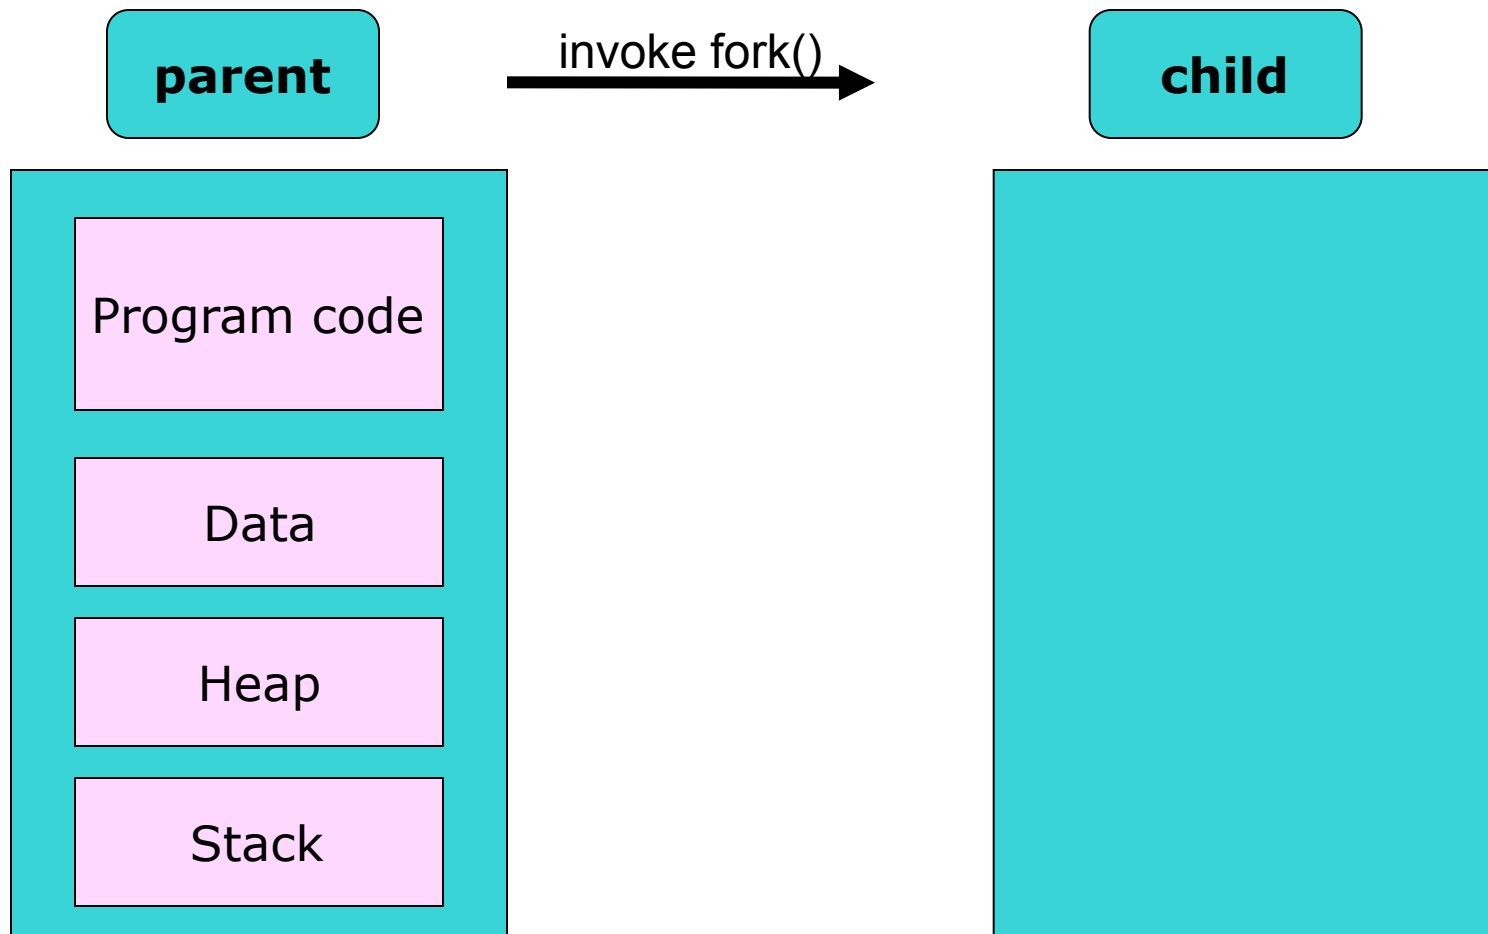 parent
invoke fork()
child
Program code
Data
Heap
Stack